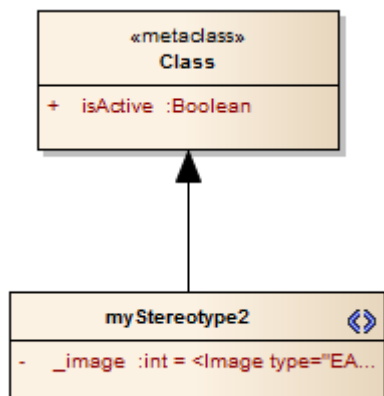 «metaclass»
Class
+ isActive :Boolean
myStereotype2
- _image :int = <Image type="EA...